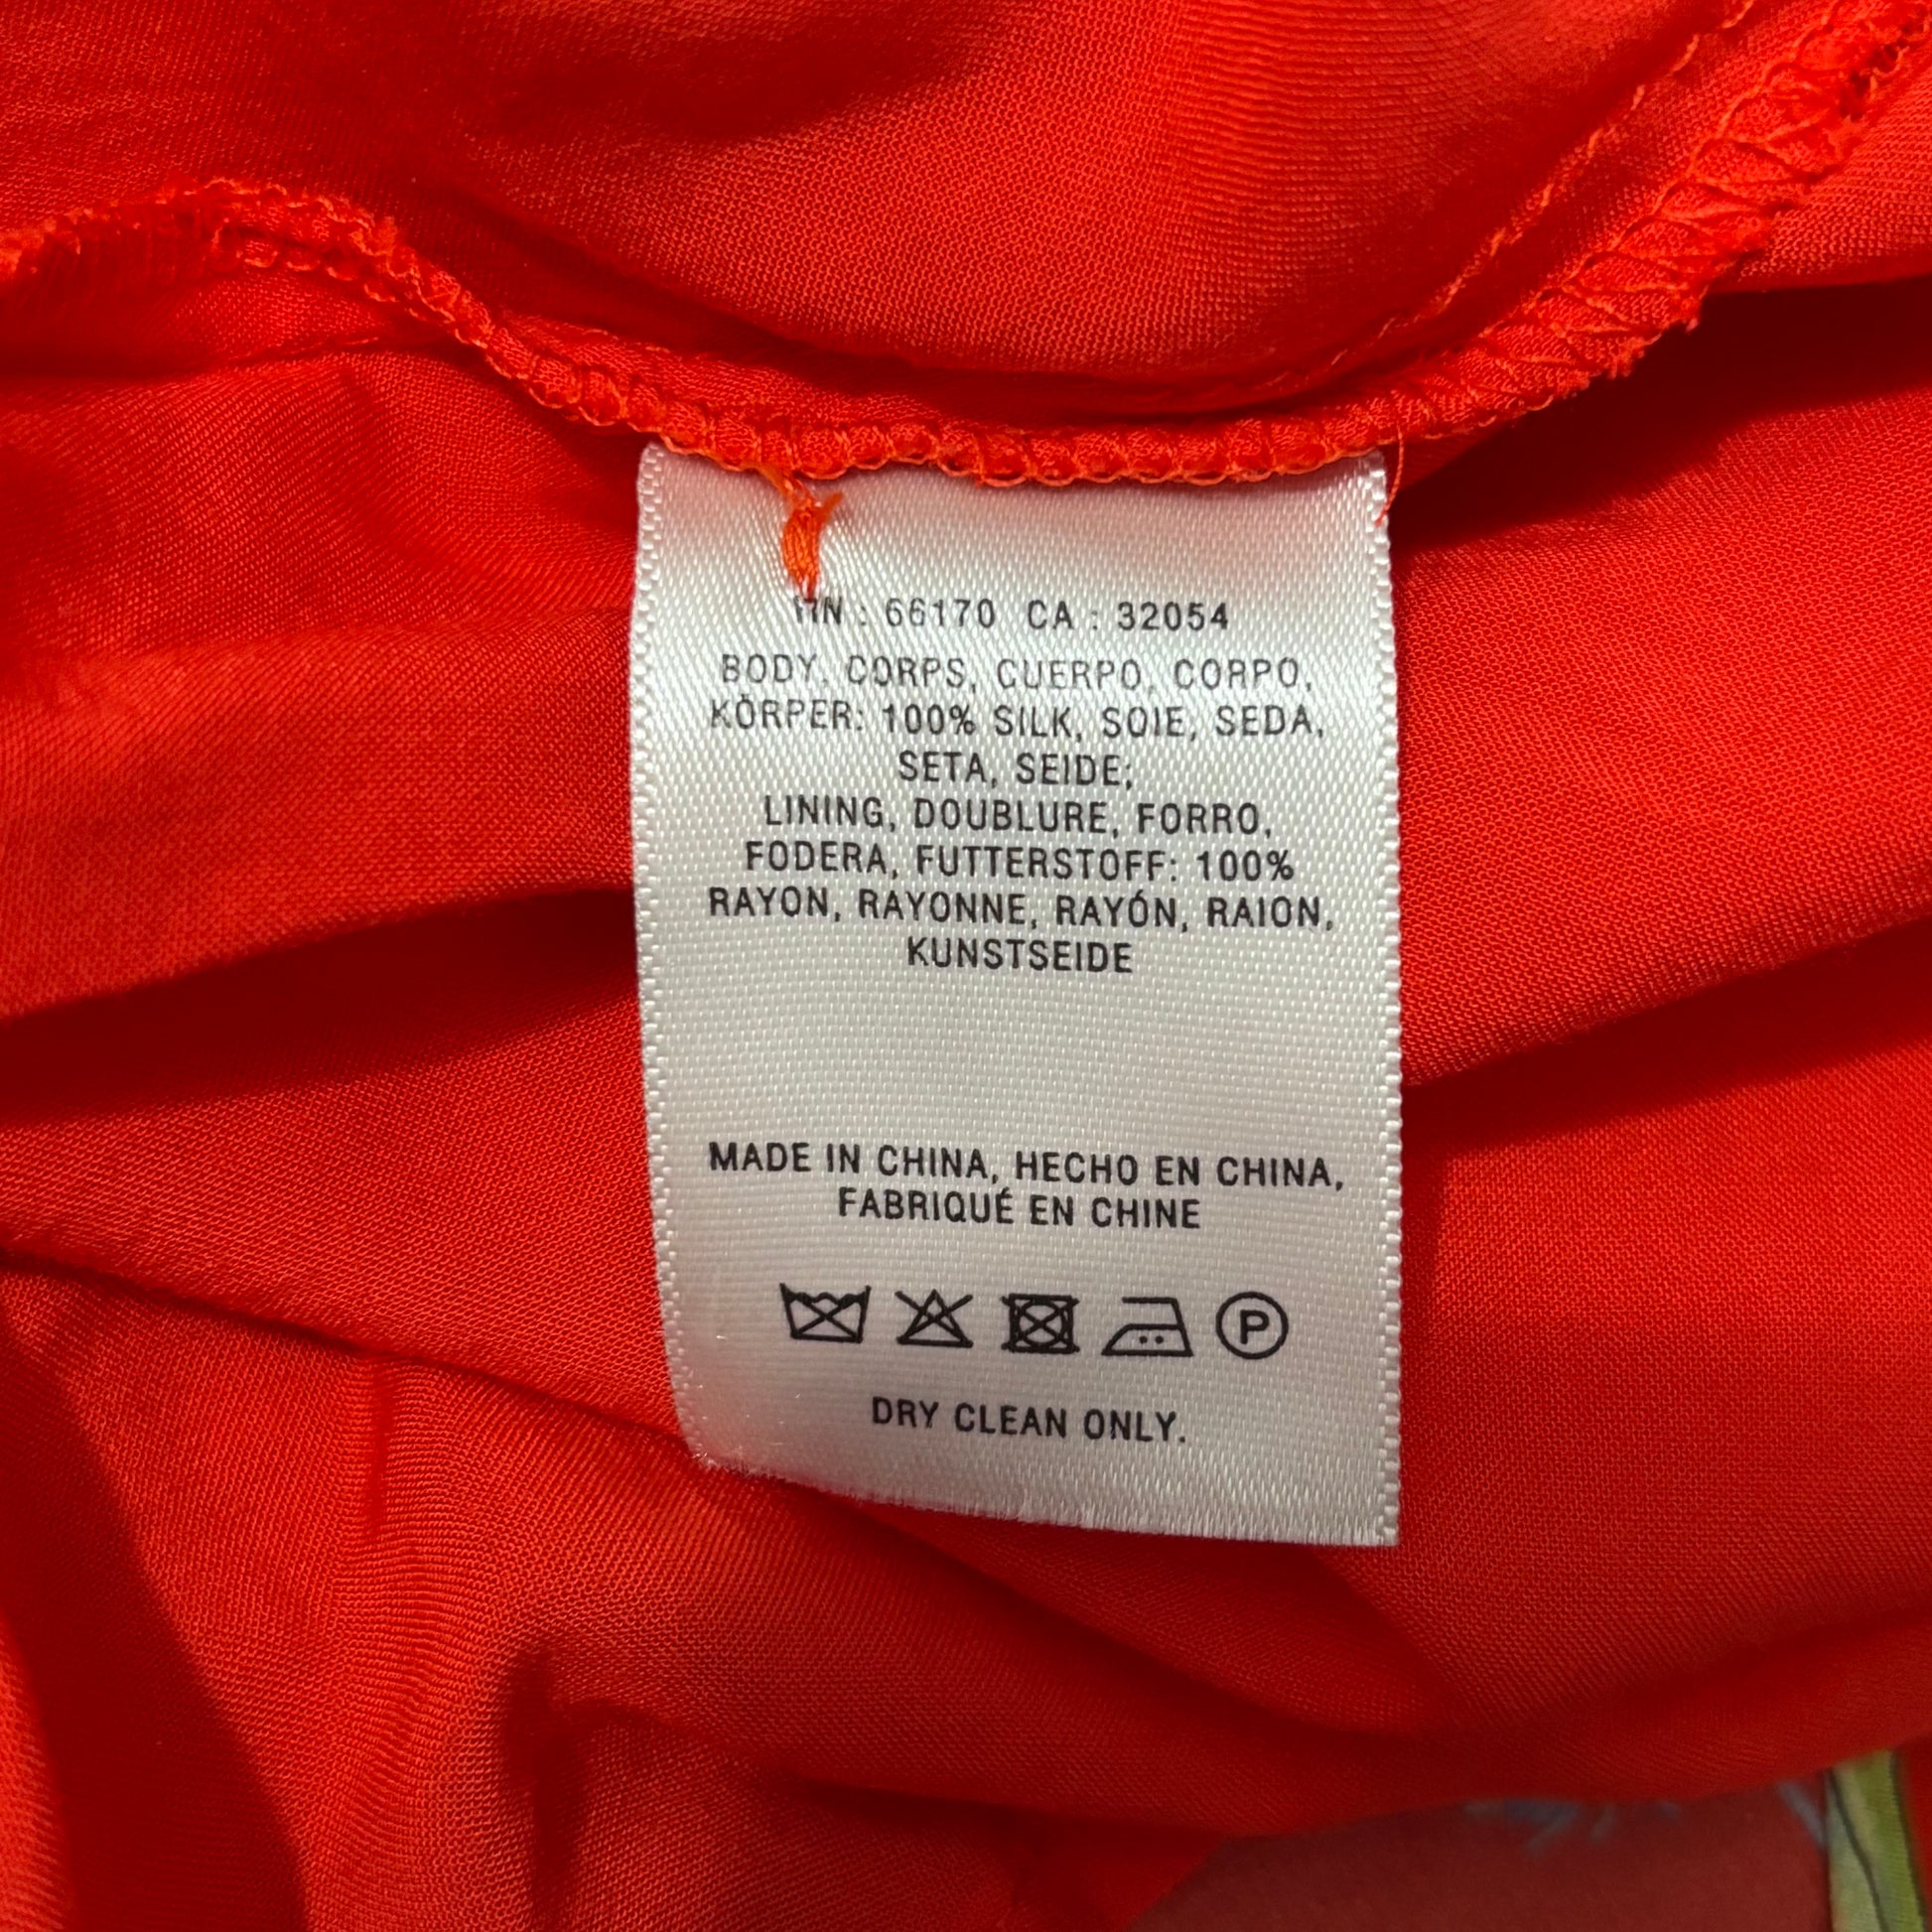 : 66170 CA : 32054
BODY, CORPS, CUERPO, CORPO,
KÖRPER: 100% SILK, SOIE, SEDA,
SETA, SEIDE;
LINING, DOUBLURE, FORRO,
FODERA, FUTTERSTOFF: 100%
RAYON, RAYONNE, RAYÓN, RAION,
KUNSTSEIDE
MADE IN CHINA, HECHO EN CHINA,
FABRIQUÉ EN CHINE
P
DRY CLEAN ONLY.